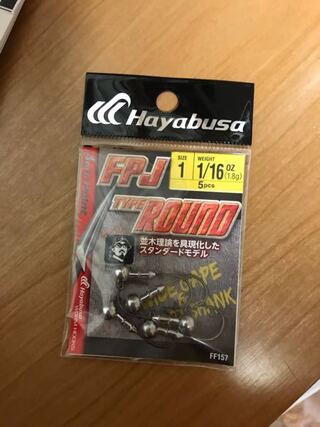 Hayabusa
FPJ
TYPE ROUND
SIZE
1
WEIGHT
1/16 OZ
(1.8g)
5pcs
並木理論を具現化した
スタンダードモデル
Hayabusa
FF157